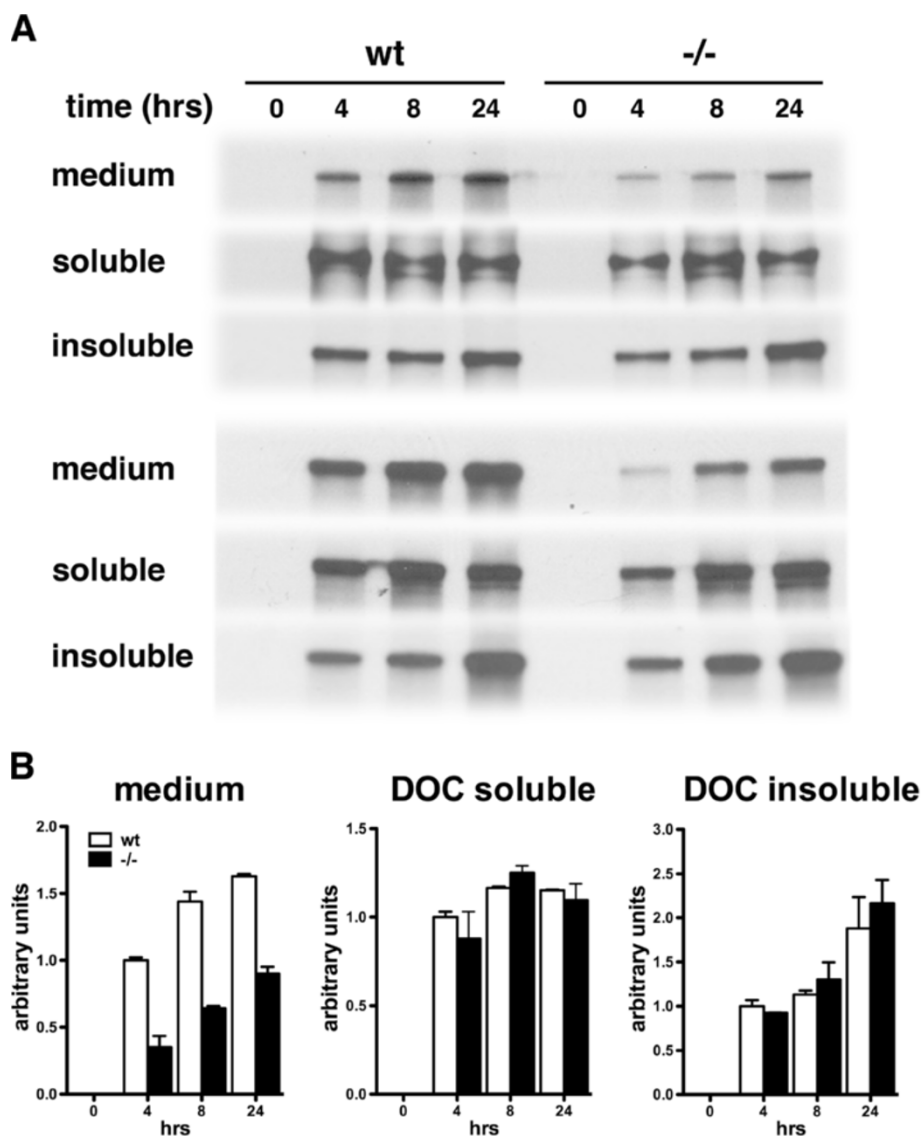 A
wt -/-
time (hrs) 0 4 8 24 0 4 8 24
medium
soluble
insoluble
medium
soluble
insoluble
B
medium DOC soluble DOC insoluble
wt
-/-
arbitrary units
2.0
1.5
1.0
0.5
0.0
0 4 8 24
hrs
arbitrary units
1.5
1.0
0.5
0.0
0 4 8 24
hrs
arbitrary units
3.0
2.5
2.0
1.5
1.0
0.5
0.0
0 4 8 24
hrs